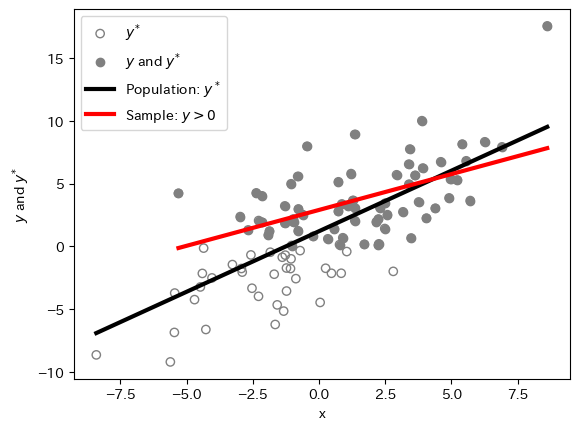 y*
y and y*
Population: y*
Sample: y > 0
15
10
5
0
−5
−10
y and y*
−7.5 −5.0 −2.5 0.0 2.5 5.0 7.5
x